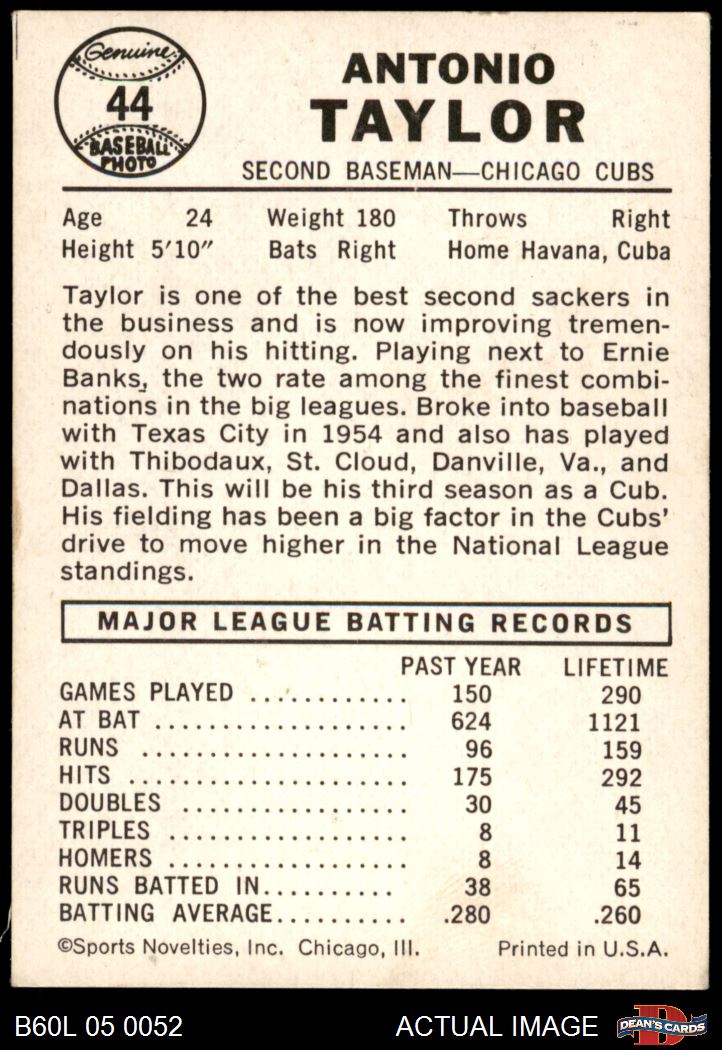 Genuine
44
BASEBALL
PHOTO
ANTONIO
TAYLOR
SECOND BASEMAN—CHICAGO CUBS
Age 24 Weight 180 Throws Right
Height 5'10" Bats Right Home Havana, Cuba
Taylor is one of the best second sackers in
the business and is now improving tremen-
dously on his hitting. Playing next to Ernie
Banks, the two rate among the finest combi-
nations in the big leagues. Broke into baseball
with Texas City in 1954 and also has played
with Thibodaux, St. Cloud, Danville, Va., and
Dallas. This will be his third season as a Cub.
His fielding has been a big factor in the Cubs'
drive to move higher in the National League
standings.
MAJOR LEAGUE BATTING RECORDS
PAST YEAR LIFETIME
GAMES PLAYED ............ 150 290
AT BAT .................... 624 1121
RUNS ..................... 96 159
HITS ...................... 175 292
DOUBLES ................. 30 45
TRIPLES .................. 8 11
HOMERS .................. 8 14
RUNS BATTED IN.......... 38 65
BATTING AVERAGE.......... .280 .260
©Sports Novelties, Inc. Chicago, Ill. Printed in U.S.A.
B60L 05 0052 ACTUAL IMAGE D DEAN'S CARDS